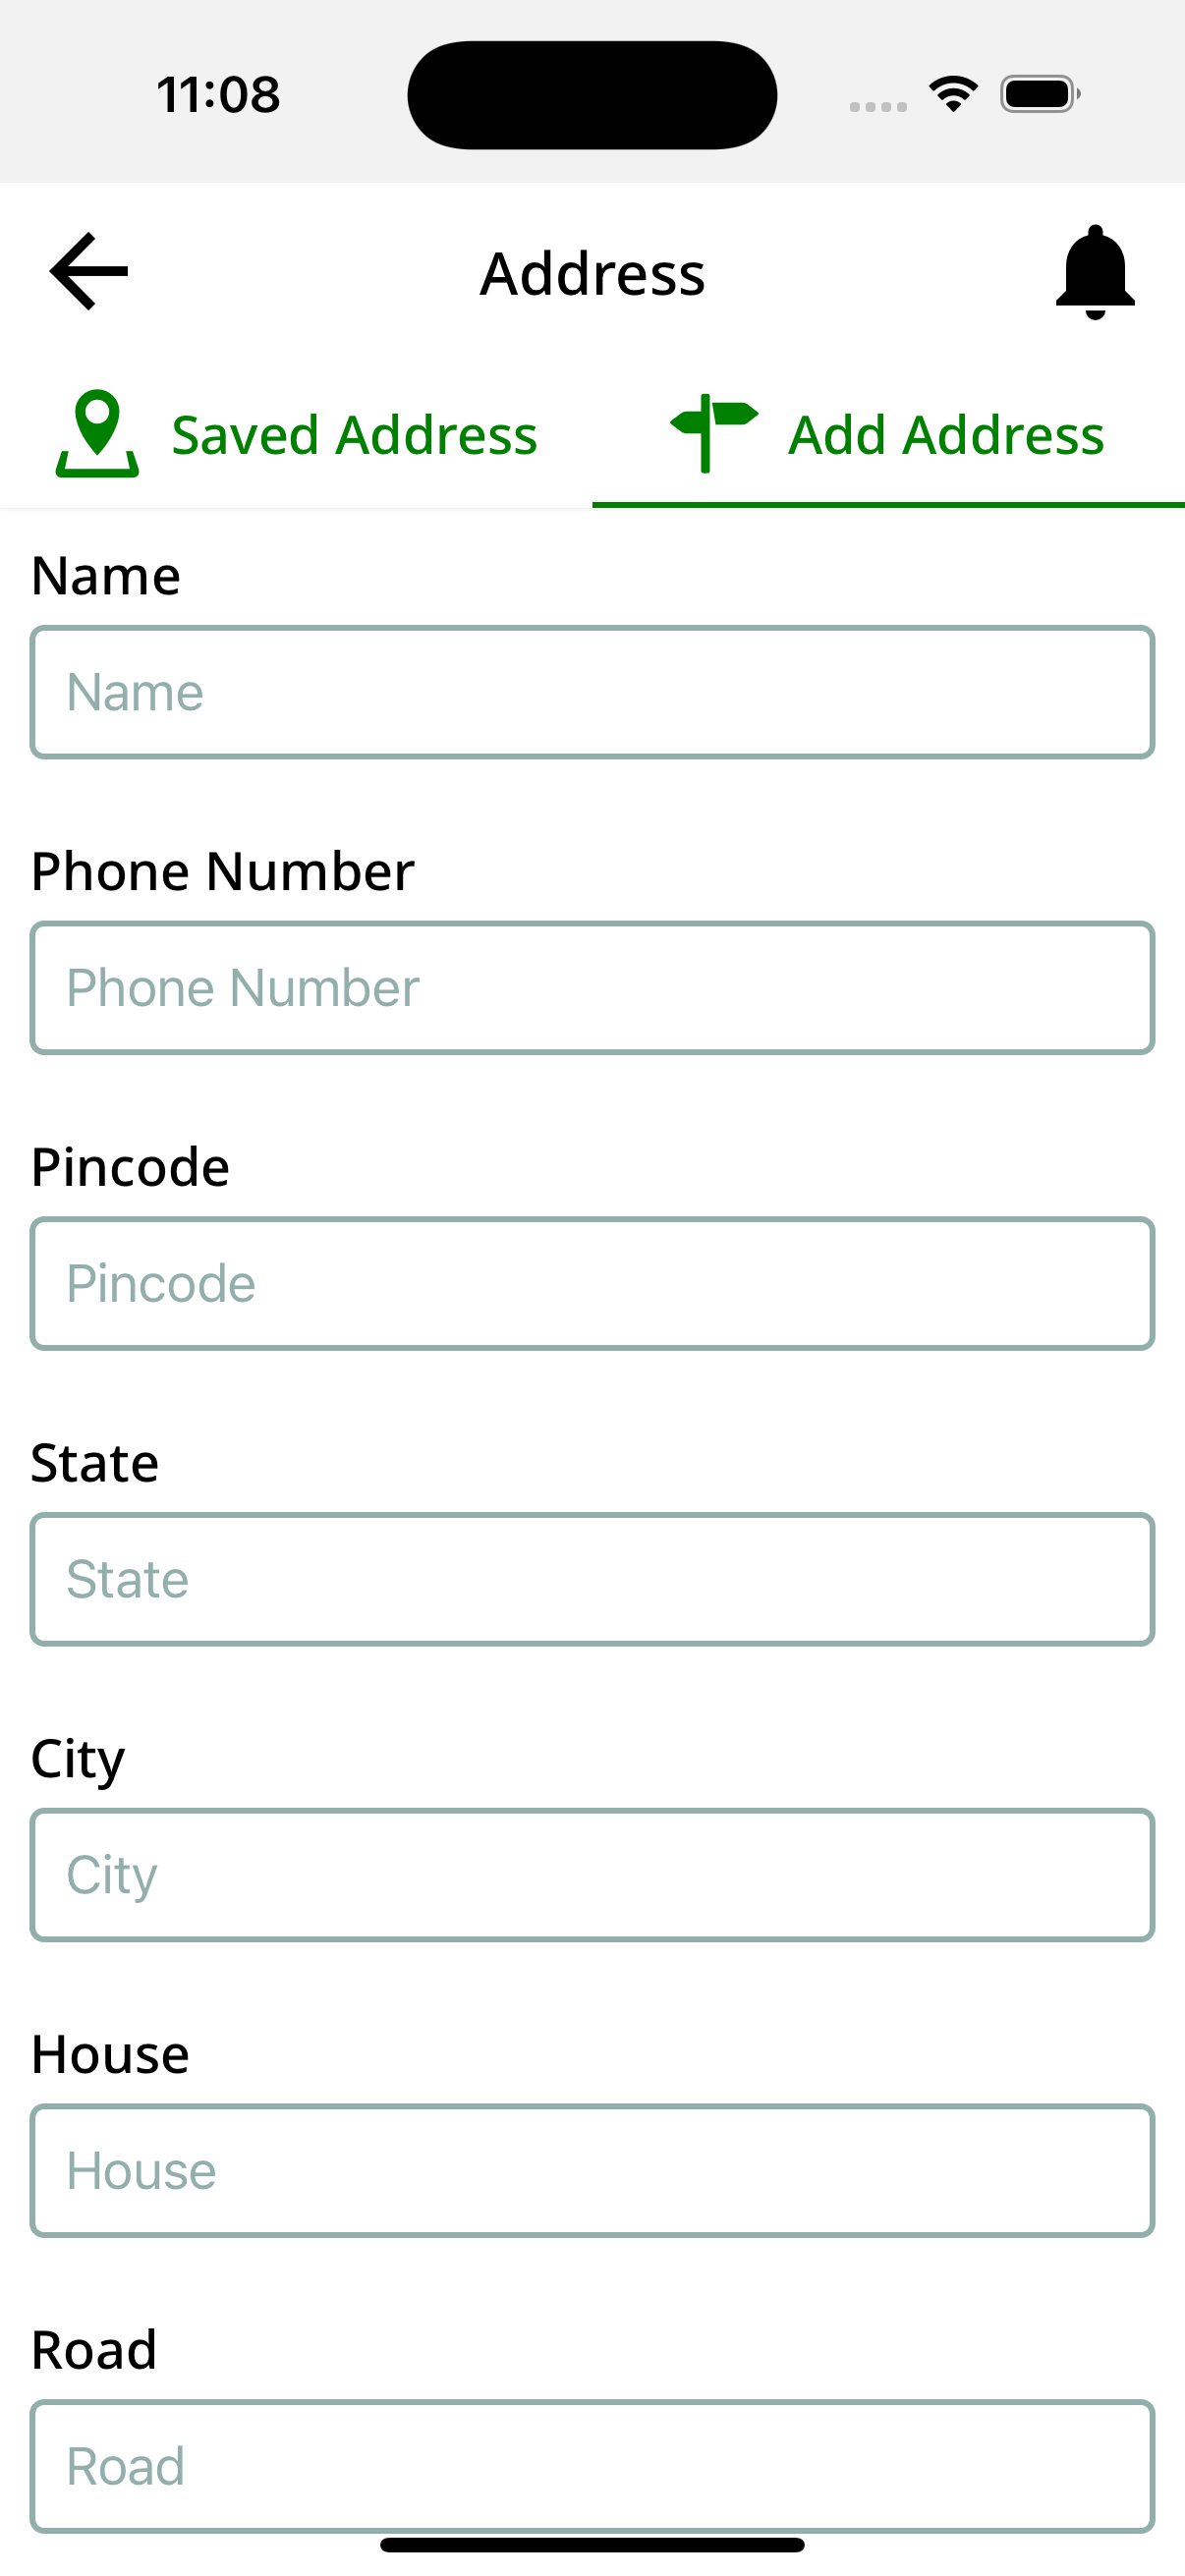 11:08
Address
Saved Address
Add Address
Name
Name
Phone Number
Phone Number
Pincode
Pincode
State
State
City
City
House
House
Road
Road